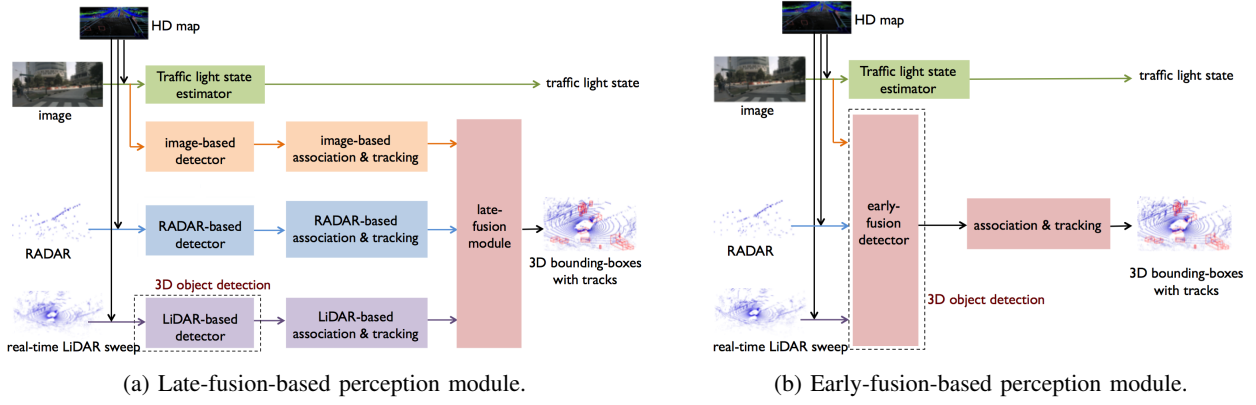 HD map
Traffic light state
estimator
traffic light state
image
image-based
detector
image-based
association & tracking
RADAR
RADAR-based
detector
RADAR-based
association & tracking
late-
fusion
module
3D bounding-boxes
with tracks
3D object detection
real-time LiDAR sweep
LiDAR-based
detector
LiDAR-based
association & tracking
(a) Late-fusion-based perception module.
HD map
Traffic light state
estimator
traffic light state
image
RADAR
early-
fusion
detector
association & tracking
3D bounding-boxes
with tracks
3D object detection
real-time LiDAR sweep
(b) Early-fusion-based perception module.